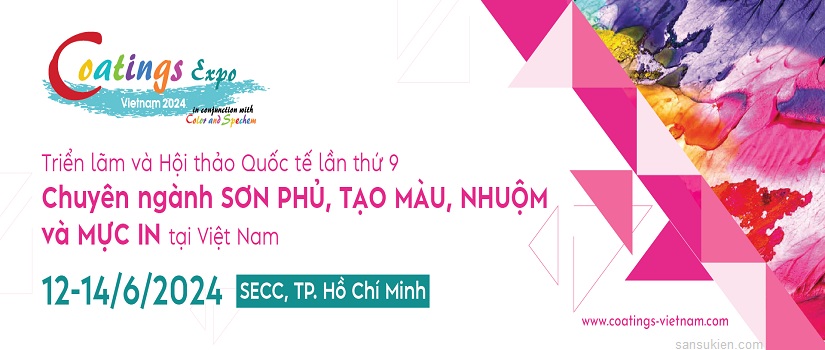 Coatings Expo
Vietnam 2024
in conjunction with
Color and Spechem
Triển lãm và Hội thảo Quốc tế lần thứ 9
Chuyên ngành SƠN PHỦ, TẠO MÀU, NHUỘM
và MỰC IN tại Việt Nam
12-14/6/2024 SECC, TP. Hồ Chí Minh
www.coatings-vietnam.com
sansukien.com